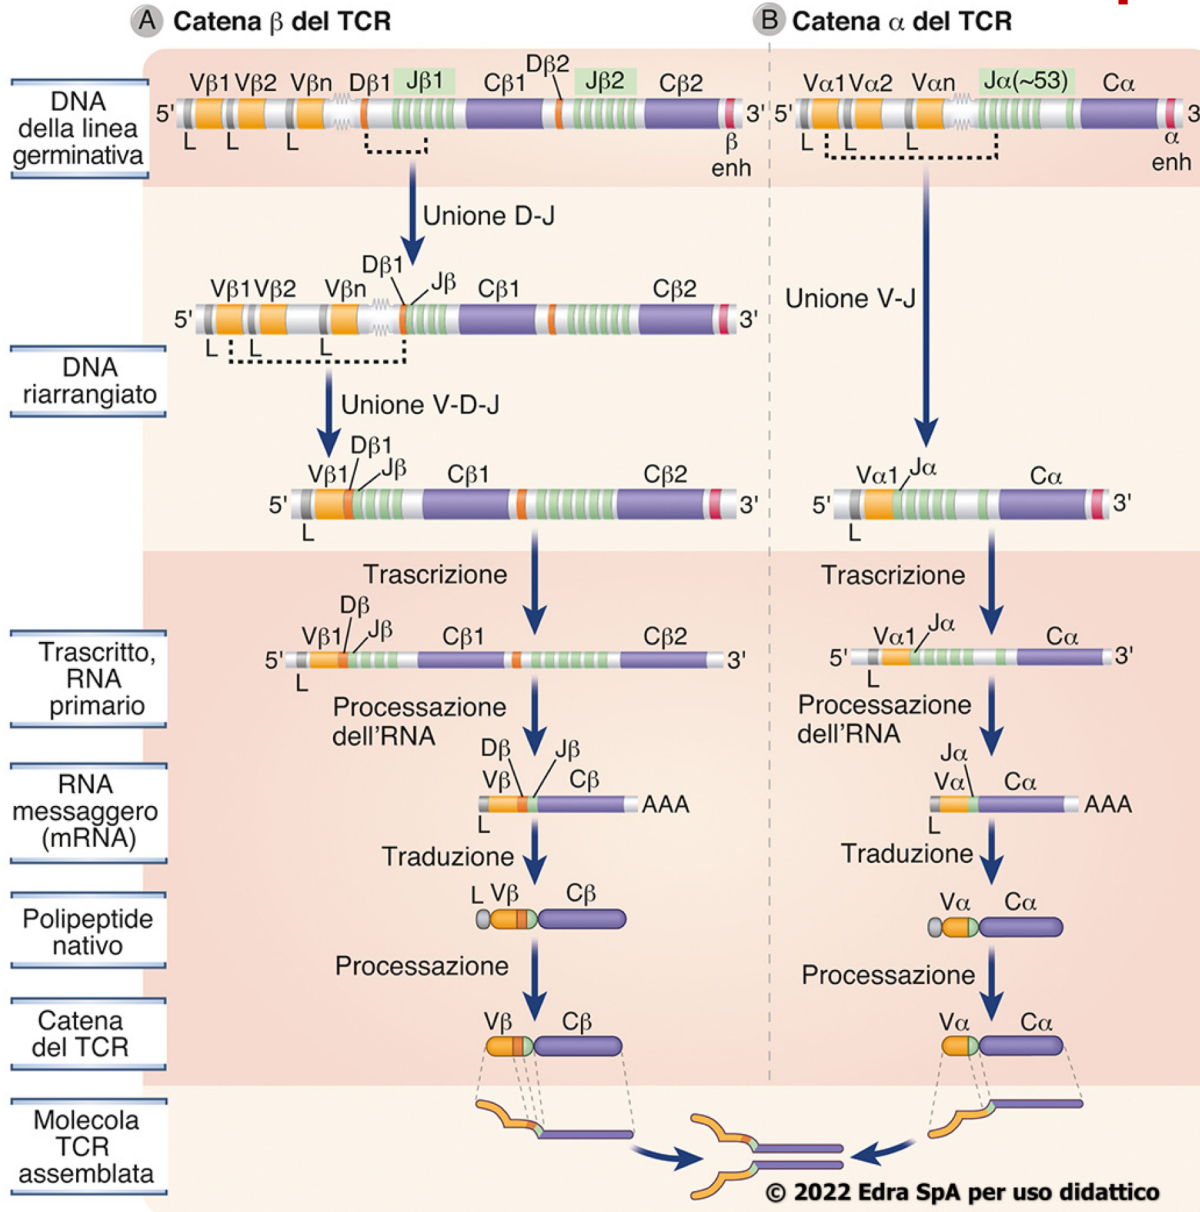 A Catena β del TCR
B Catena α del TCR
DNA
della linea
germinativa
Vβ1 Vβ2 Vβn Dβ1 Jβ1 Cβ1 Dβ2 Jβ2 Cβ2
5' 3'
L L L
β
enh
Vα1 Vα2 Vαn Jα(~53) Cα
5' 3'
L L L
α
enh
Unione D-J
Unione V-J
DNA
riarrangiato
Vβ1 Vβ2 Vβn Dβ1 Jβ Cβ1 Cβ2
5' 3'
L L L
Unione V-D-J
Vβ1 Dβ1 Jβ Cβ1 Cβ2
5' 3'
L
Vα1 Jα Cα
5' 3'
L
Trascrizione
Trascrizione
Trascritto,
RNA
primario
Vβ1 Dβ Jβ Cβ1 Cβ2
5' 3'
L
Vα1 Jα Cα
5' 3'
L
Processazione
dell'RNA
Processazione
dell'RNA
RNA
messaggero
(mRNA)
Dβ Jβ
Vβ Cβ
AAA
L
Jα
Vα Cα
AAA
L
Traduzione
Traduzione
Polipeptide
nativo
L Vβ Cβ
Vα Cα
Processazione
Processazione
Catena
del TCR
Vβ Cβ
Vα Cα
Molecola
TCR
assemblata
© 2022 Edra SpA per uso didattico